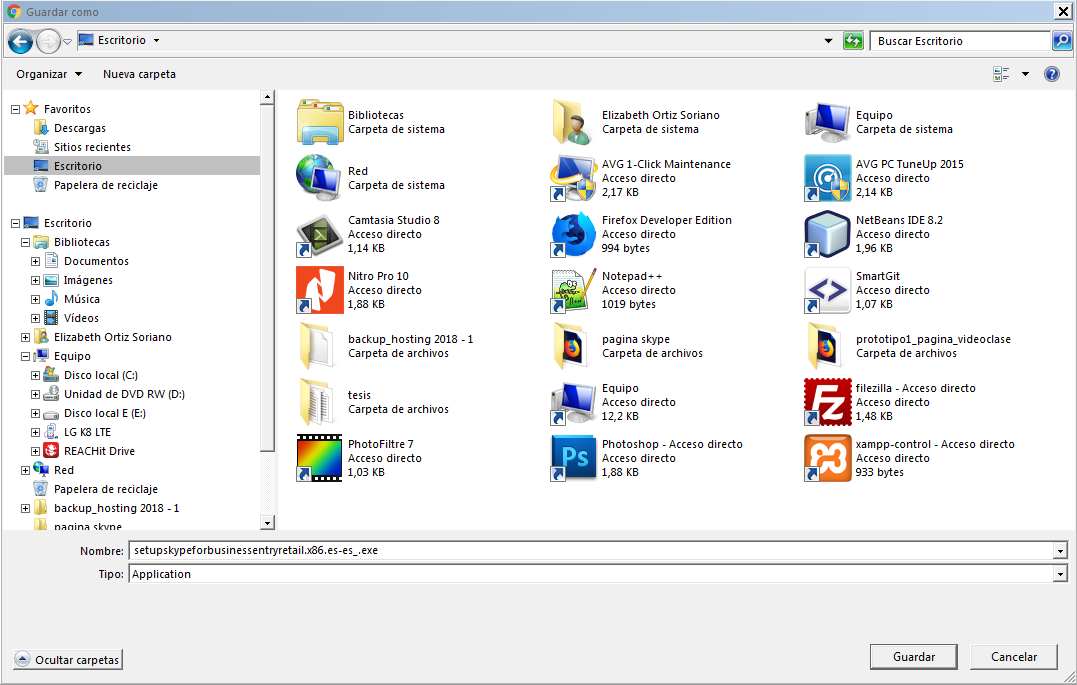 Guardar como
Escritorio
Buscar Escritorio
Organizar
Nueva carpeta
Favoritos
Descargas
Sitios recientes
Escritorio
Papelera de reciclaje
Escritorio
Bibliotecas
Documentos
Imágenes
Música
Vídeos
Elizabeth Ortiz Soriano
Equipo
Disco local (C:)
Unidad de DVD RW (D:)
Disco local E (E:)
LG K8 LTE
REACHit Drive
Red
Papelera de reciclaje
backup_hosting 2018 - 1
pagina skype
Bibliotecas
Carpeta de sistema
Elizabeth Ortiz Soriano
Carpeta de sistema
Equipo
Carpeta de sistema
Red
Carpeta de sistema
AVG 1-Click Maintenance
Acceso directo
2,17 KB
AVG PC TuneUp 2015
Acceso directo
2,14 KB
Camtasia Studio 8
Acceso directo
1,14 KB
Firefox Developer Edition
Acceso directo
994 bytes
NetBeans IDE 8.2
Acceso directo
1,96 KB
Nitro Pro 10
Acceso directo
1,88 KB
Notepad++
Acceso directo
1019 bytes
SmartGit
Acceso directo
1,07 KB
backup_hosting 2018 - 1
Carpeta de archivos
pagina skype
Carpeta de archivos
prototipo1_pagina_videoclase
Carpeta de archivos
tesis
Carpeta de archivos
Equipo
Acceso directo
12,2 KB
Fz
filezilla - Acceso directo
Acceso directo
1,48 KB
PhotoFiltre 7
Acceso directo
1,03 KB
Ps
Photoshop - Acceso directo
Acceso directo
1,88 KB
xampp-control - Acceso directo
Acceso directo
933 bytes
Nombre: setupskypeforbusinessentryretail.x86.es-es_.exe
Tipo: Application
Ocultar carpetas
Guardar
Cancelar